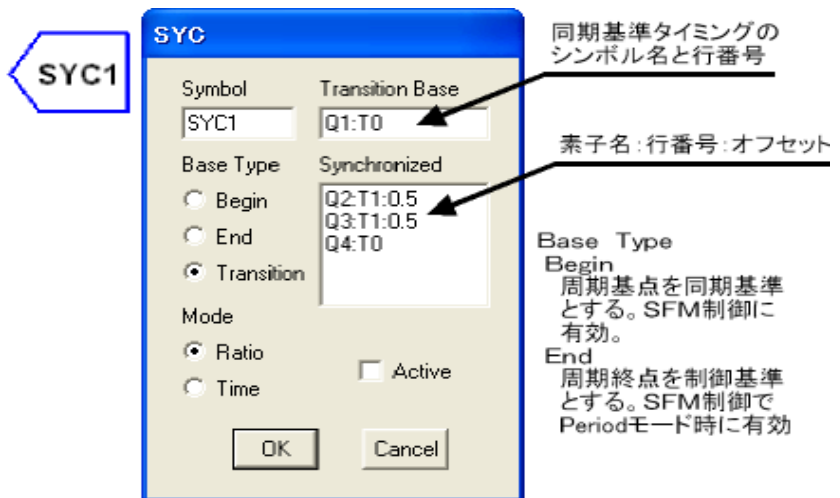 SYC1
SYC
Symbol
Transition Base
SYC1
Q1:T0
Base Type
Synchronized
Begin
End
Transition
Q2:T1:0.5
Q3:T1:0.5
Q4:T0
Mode
Ratio
Time
Active
OK
Cancel
同期基準タイミングの
シンボル名と行番号
素子名:行番号:オフセット
Base Type
Begin
周期基点を同期基準
とする。SFM制御に
有効。
End
周期終点を制御基準
とする。SFM制御で
Periodモード時に有効